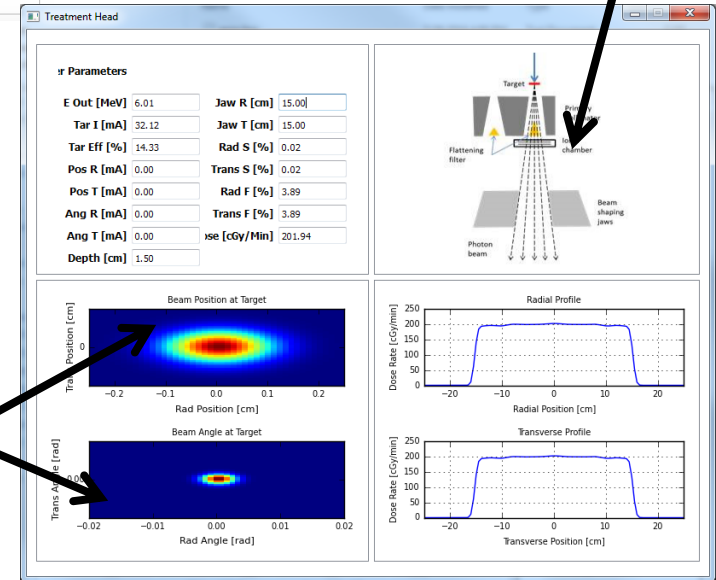 Treatment Head
er Parameters
E Out [MeV] 6.01 Jaw R [cm] 15.00
Tar I [mA] 32.12 Jaw T [cm] 15.00
Tar Eff [%] 14.33 Rad S [%] 0.02
Pos R [mA] 0.00 Trans S [%] 0.02
Pos T [mA] 0.00 Rad F [%] 3.89
Ang R [mA] 0.00 Trans F [%] 3.89
Ang T [mA] 0.00 ose [cGy/Min] 201.94
Depth [cm] 1.50
Target
Flattening
filter
chamber
Beam
shaping
jaws
Photon
beam
Beam Position at Target
Position [cm]
0
-0.2 -0.1 0.0 0.1 0.2
Rad Position [cm]
Beam Angle at Target
Trans Angle [rad]
-0.02 -0.01 0.00 0.01 0.02
Rad Angle [rad]
Radial Profile
Dose Rate [cGy/min]
250
200
150
100
50
0
-20 -10 0 10 20
Radial Position [cm]
Transverse Profile
Dose Rate [cGy/min]
250
200
150
100
50
0
-20 -10 0 10 20
Transverse Position [cm]